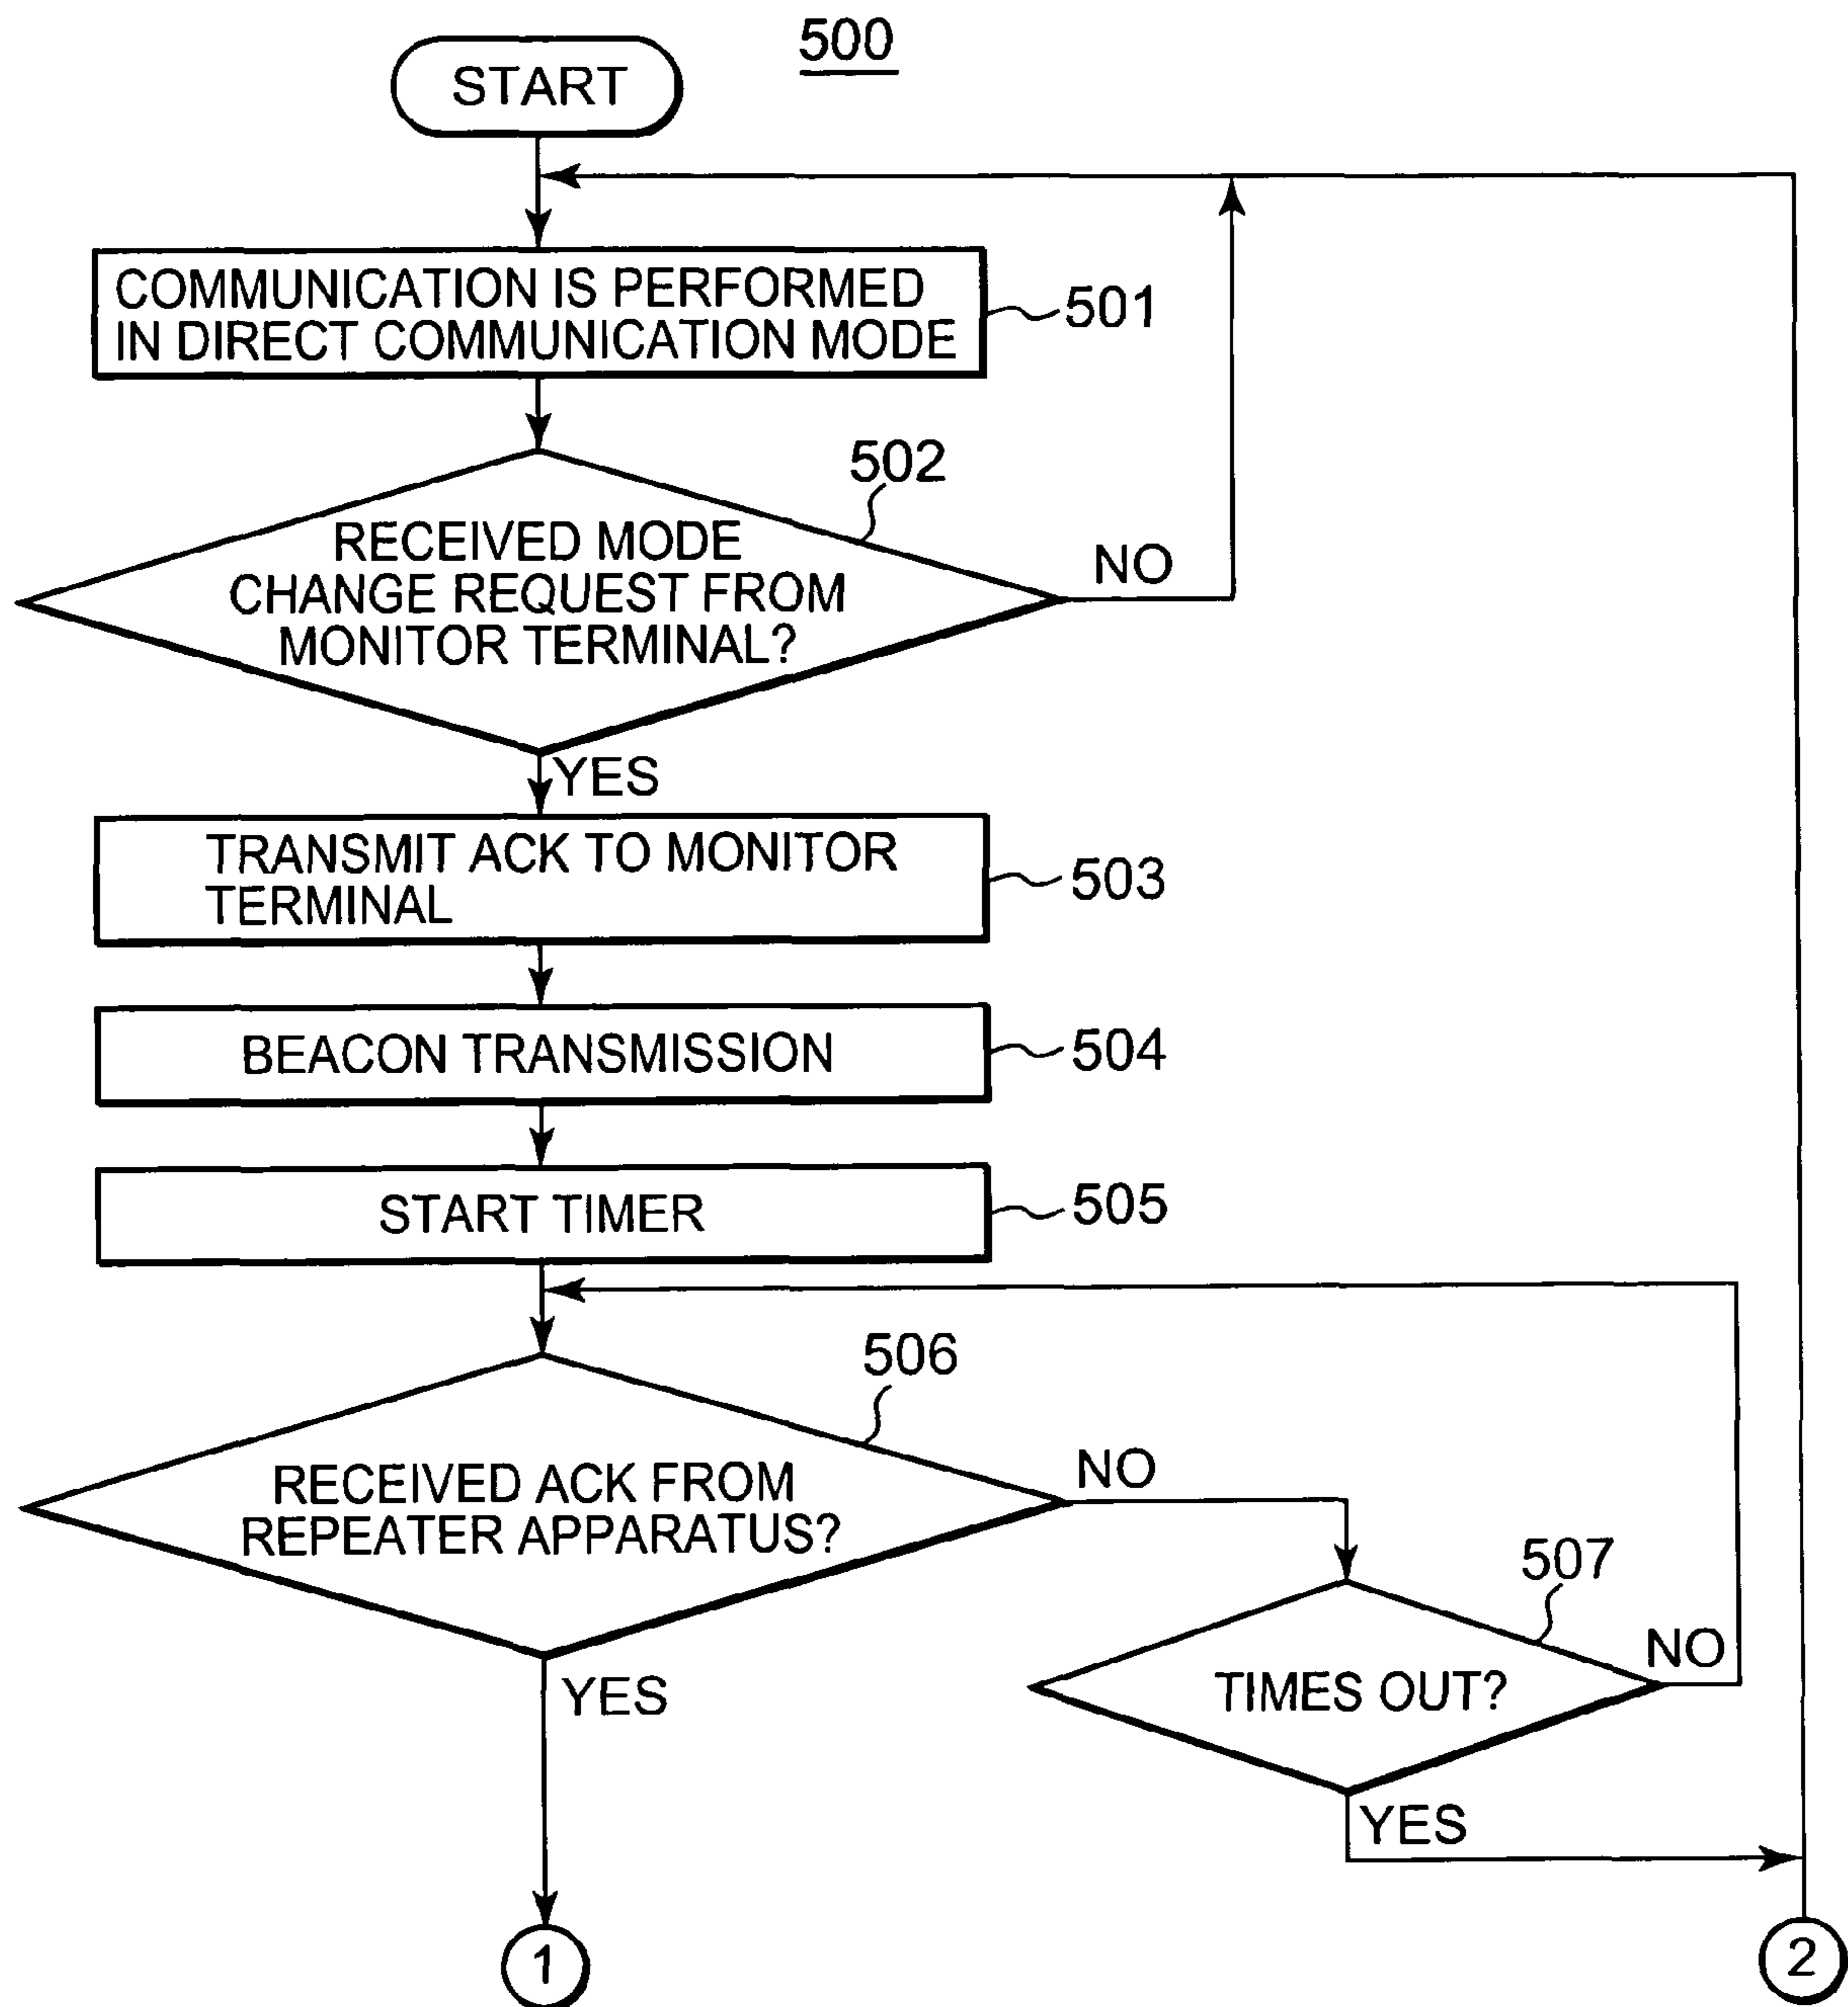 500
START
COMMUNICATION IS PERFORMED
IN DIRECT COMMUNICATION MODE
501
502
RECEIVED MODE
CHANGE REQUEST FROM
MONITOR TERMINAL?
NO
YES
TRANSMIT ACK TO MONITOR
TERMINAL
503
BEACON TRANSMISSION
504
START TIMER
505
506
RECEIVED ACK FROM
REPEATER APPARATUS?
NO
507
TIMES OUT?
NO
YES
YES
1
2